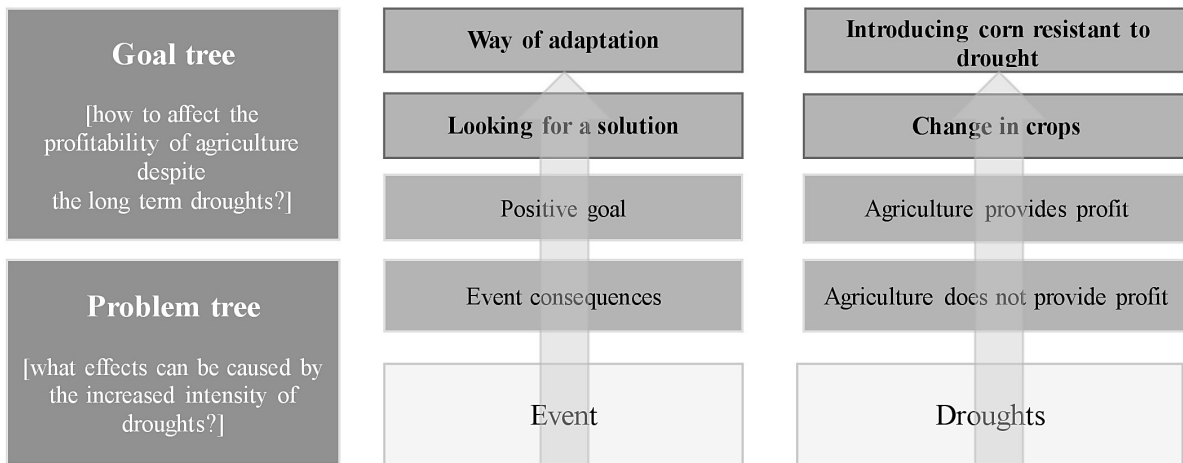 Goal tree
[how to affect the
profitability of agriculture
despite
the long term droughts?]
Problem tree
[what effects can be caused by
the increased intensity of
droughts?]
Way of adaptation
Looking for a solution
Positive goal
Event consequences
Event
Introducing corn resistant to
drought
Change in crops
Agriculture provides profit
Agriculture does not provide profit
Droughts